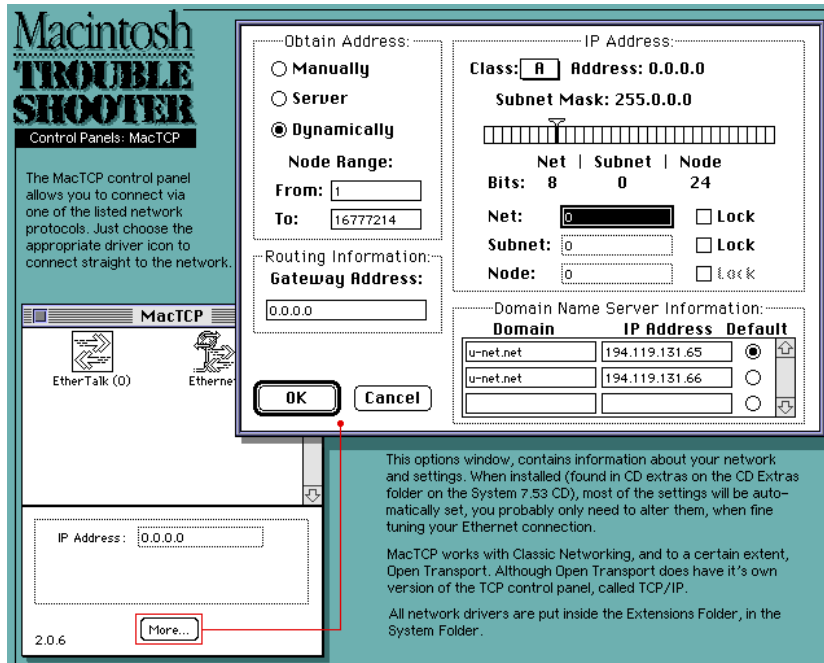 Macintosh
TROUBLE
SHOOTER
Control Panels: MacTCP
The MacTCP control panel
allows you to connect via
one of the listed network
protocols. Just choose the
appropriate driver icon to
connect straight to the network.
Obtain Address:
Manually
Server
Dynamically
Node Range:
From: 1
To: 16777214
Routing Information:
Gateway Address:
0.0.0.0
OK
Cancel
IP Address:
Class: A Address: 0.0.0.0
Subnet Mask: 255.0.0.0
Net | Subnet | Node
Bits: 8 0 24
Net: 0 Lock
Subnet: 0 Lock
Node: 0 Lock
Domain Name Server Information:
Domain IP Address Default
u-net.net 194.119.131.65
u-net.net 194.119.131.66
MacTCP
EtherTalk (0)
Etherne
IP Address: 0.0.0.0
More...
2.0.6
This options window, contains information about your network
and settings. When installed (found in CD extras on the CD Extras
folder on the System 7.53 CD), most of the settings will be auto-
matically set, you probably only need to alter them, when fine
tuning your Ethernet connection.
MacTCP works with Classic Networking, and to a certain extent,
Open Transport. Although Open Transport does have it's own
version of the TCP control panel, called TCP/IP.
All network drivers are put inside the Extensions Folder, in the
System Folder.